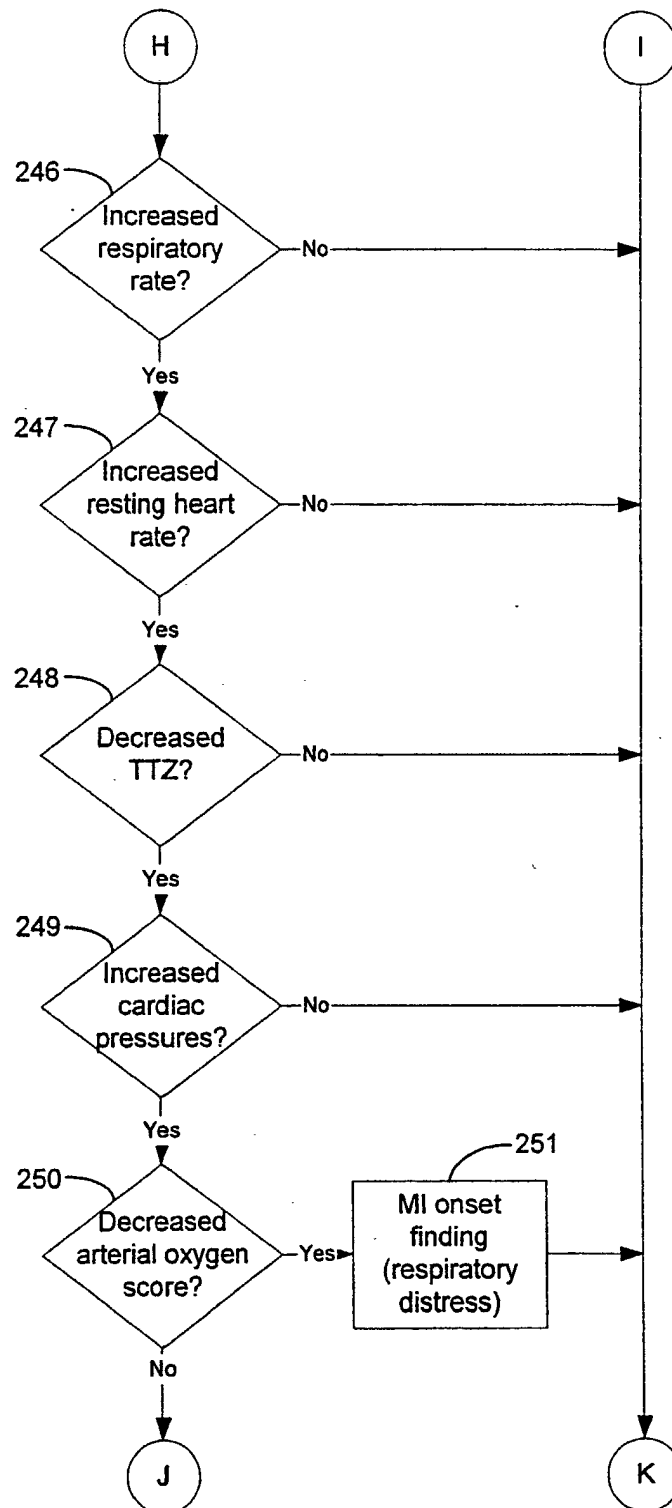 H
I
246
Increased
respiratory
rate?
No
Yes
247
Increased
resting heart
rate?
No
Yes
248
Decreased
TTZ?
No
Yes
249
Increased
cardiac
pressures?
No
Yes
250
Decreased
arterial oxygen
score?
Yes
251
MI onset
finding
(respiratory
distress)
No
J
K